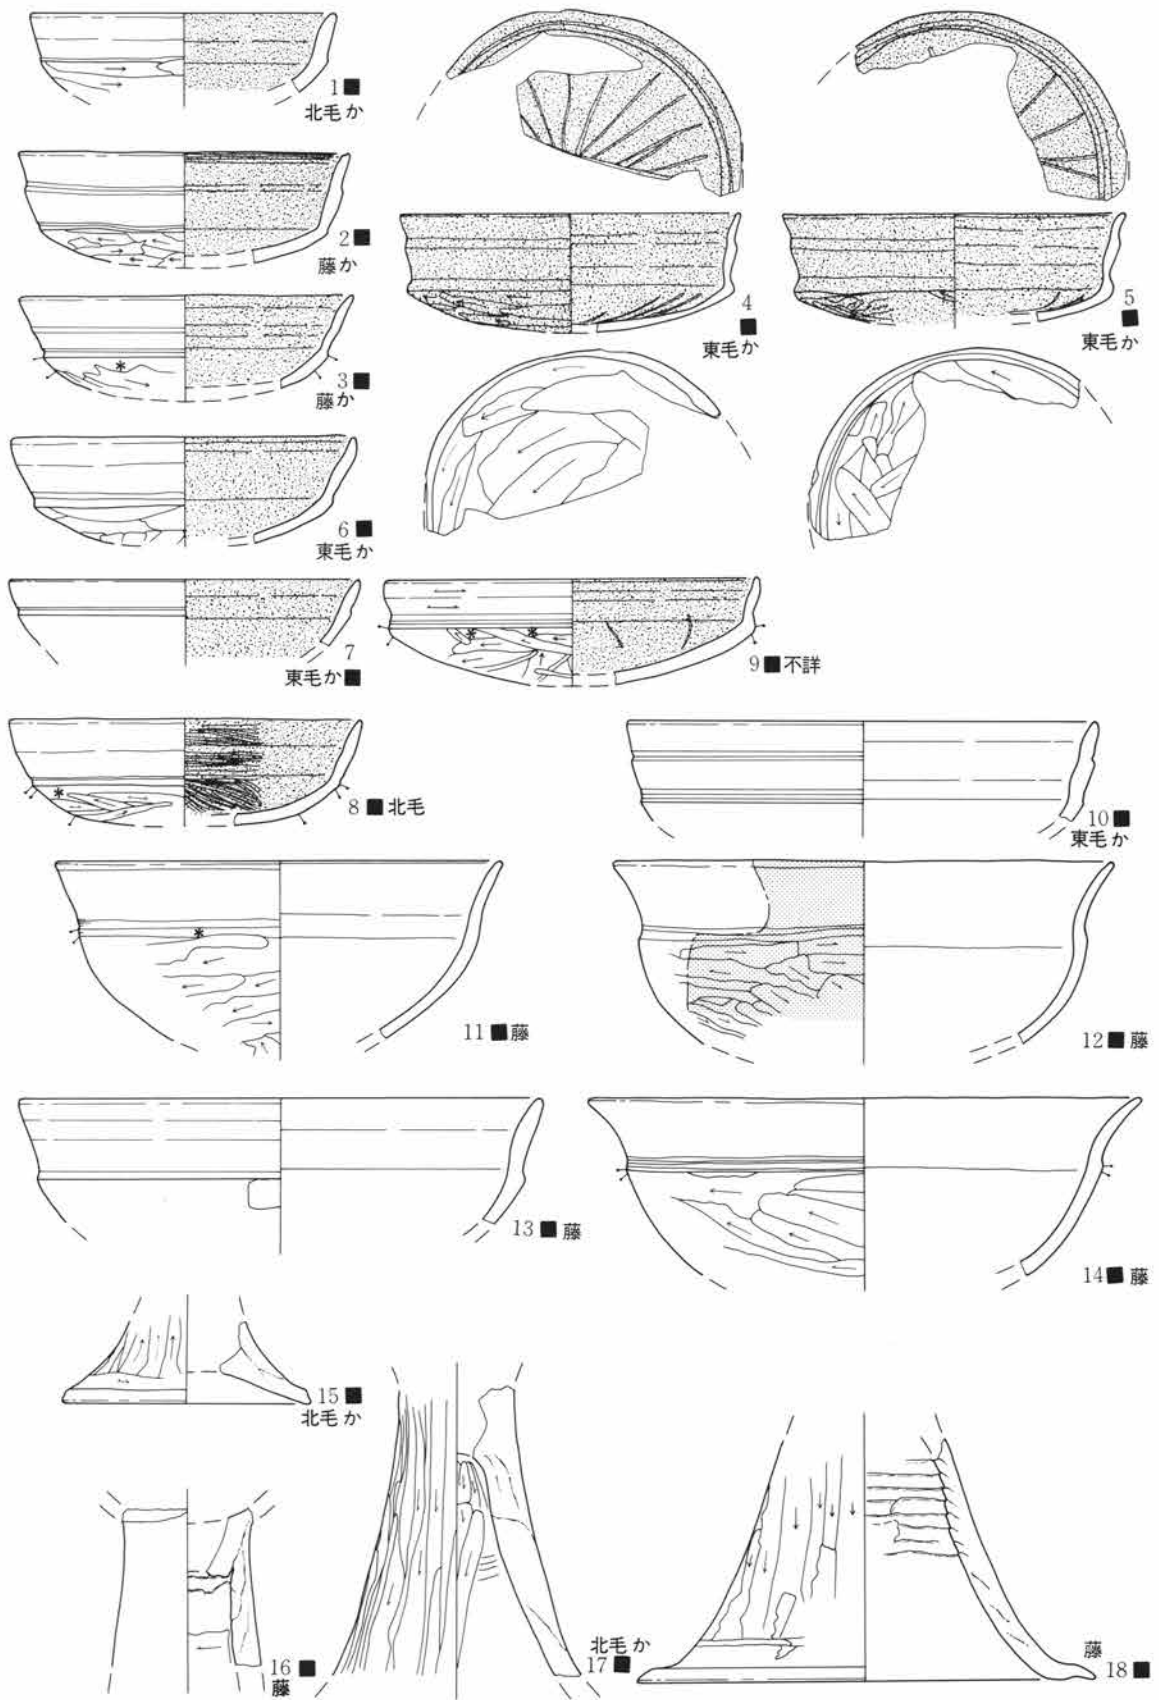 1■
北毛か
2■
藤か
3■
藤か
4
■
東毛か
5
■
東毛か
6■
東毛か
7
東毛か■
9■不詳
8■北毛
10■
東毛か
11■藤
12■藤
13■藤
14■藤
15■
北毛か
16■
藤
北毛か
17■
藤
18■